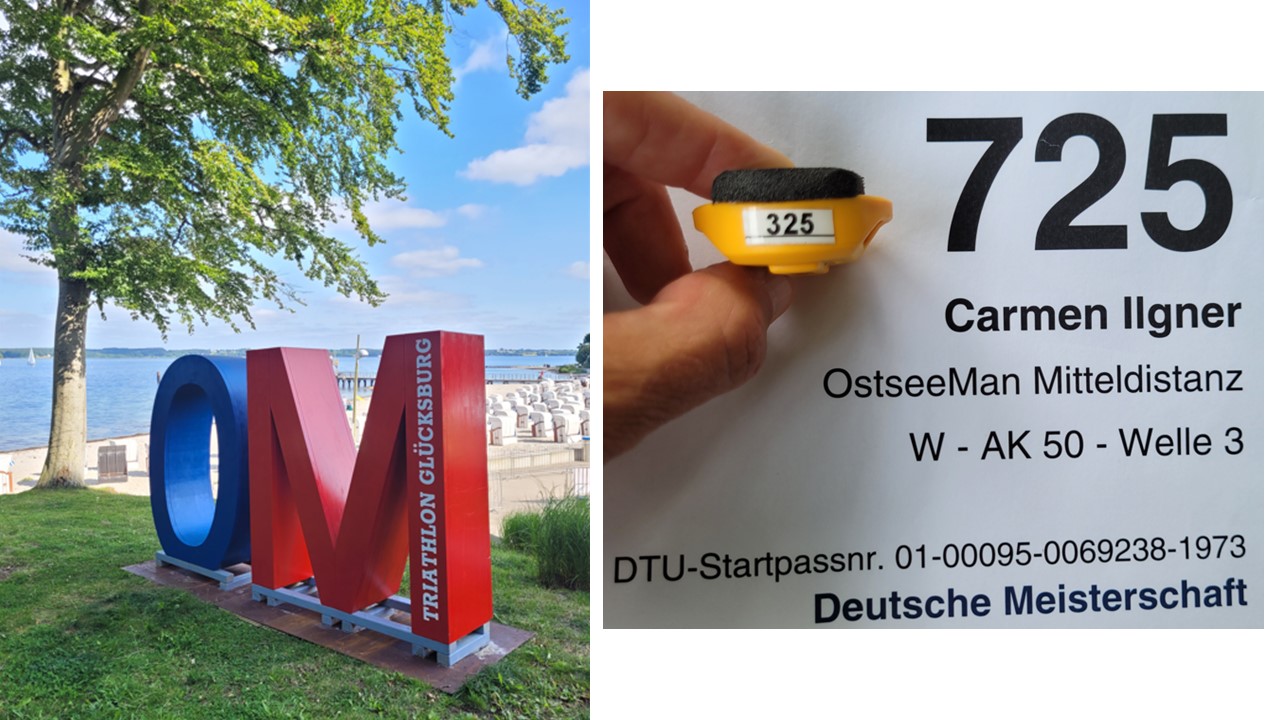 OM
TRIATHLON GLÜCKSBURG
325
725
Carmen Ilgner
OstseeMan Mitteldistanz
W - AK 50 - Welle 3
DTU-Startpassnr. 01-00095-0069238-1973
Deutsche Meisterschaft